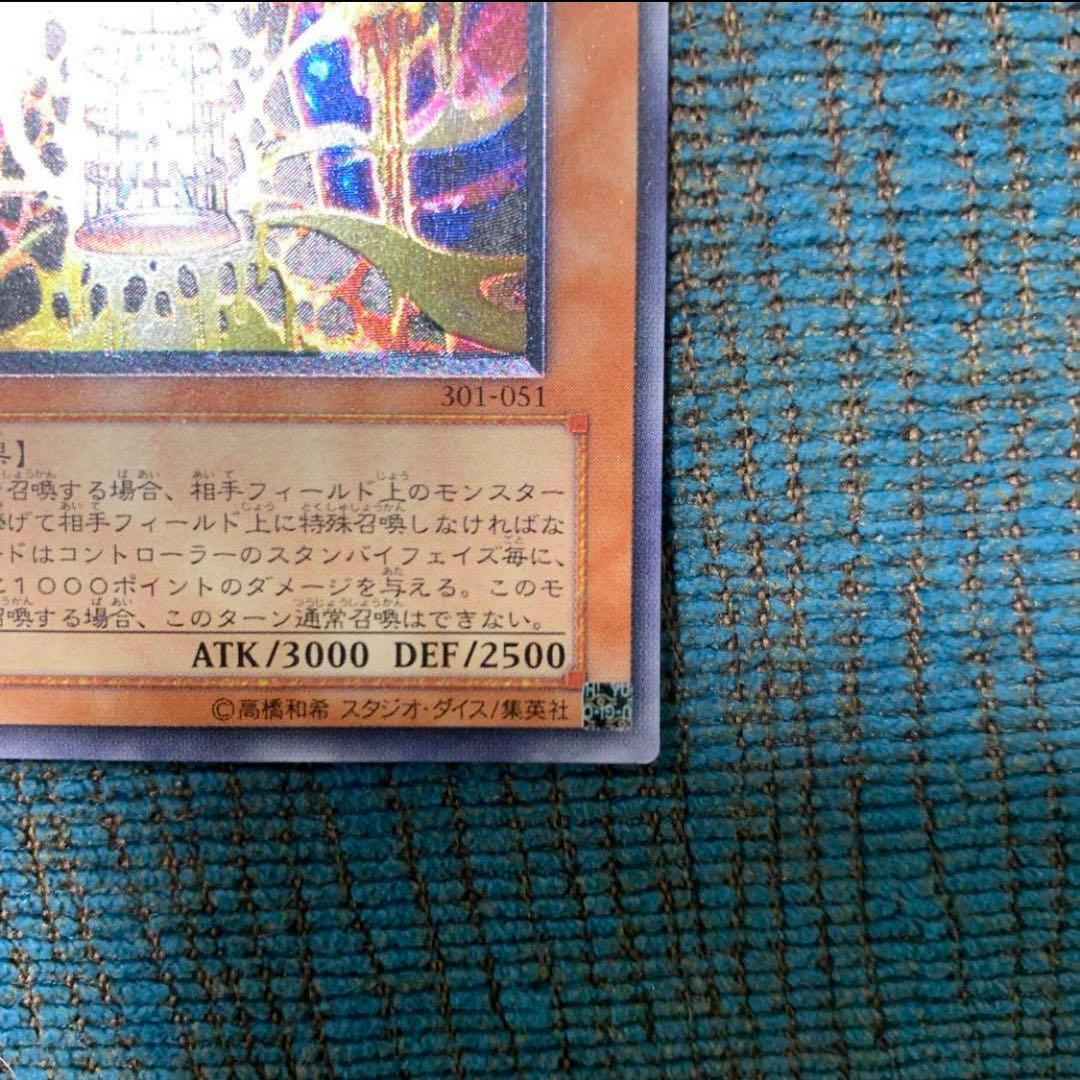 301-051
】
召喚する場合、相手フィールド上のモンスター
げて相手フィールド上に特殊召喚しなければな
ドはコントローラーのスタンバイフェイズ毎に、
1000ポイントのダメージを与える。このモ
召喚する場合、このターン通常召喚はできない。
ATK/3000 DEF/2500
©高橋和希 スタジオ・ダイス/集英社